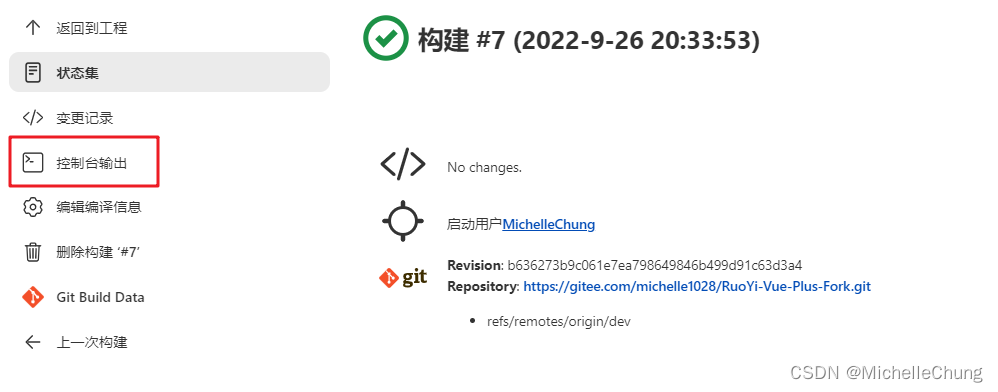 返回到工程
状态集
变更记录
控制台输出
编辑编译信息
删除构建 ‘#7’
Git Build Data
上一次构建
构建 #7 (2022-9-26 20:33:53)
No changes.
启动用户MichelleChung
git
Revision: b636273b9c061e7ea798649846b499d91c63d3a4
Repository: https://gitee.com/michelle1028/RuoYi-Vue-Plus-Fork.git
refs/remotes/origin/dev
CSDN @MichelleChung